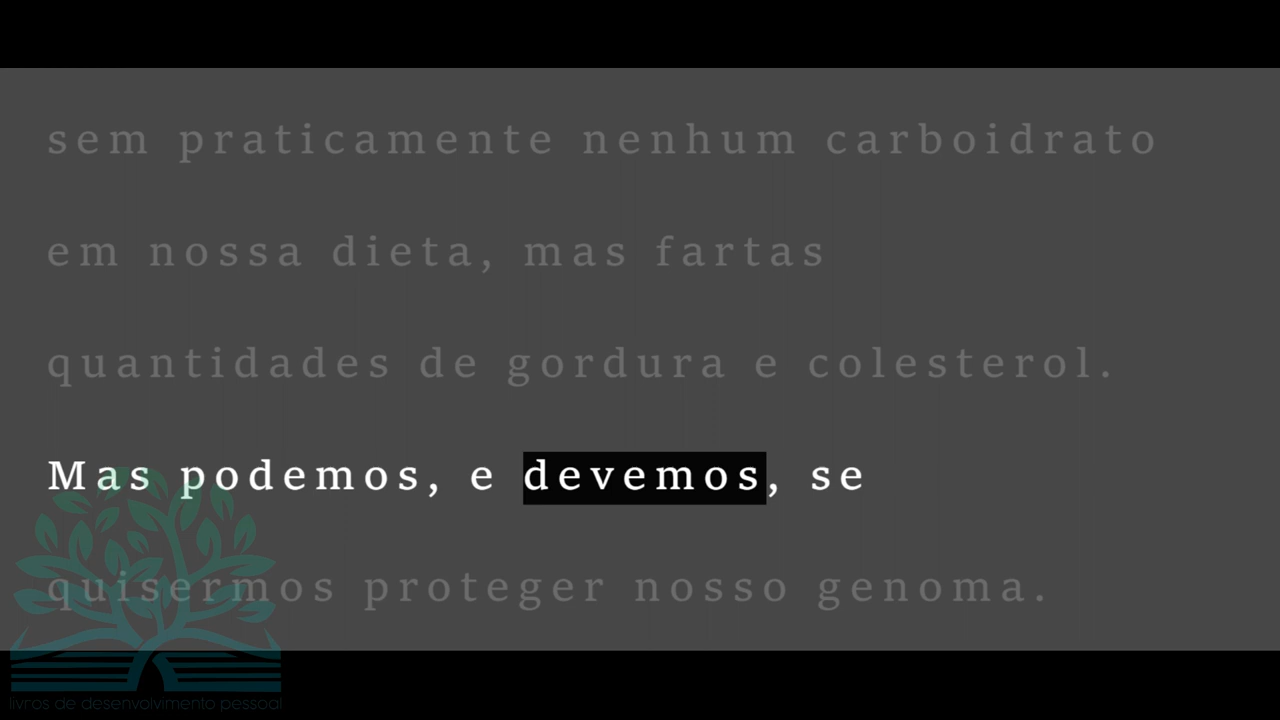 sem praticamente nenhum carboidrato
em nossa dieta, mas fartas
quantidades de gordura e colesterol.
Mas podemos, e devemos, se
quisermos proteger nosso genoma.
livros de desenvolvimento pessoal